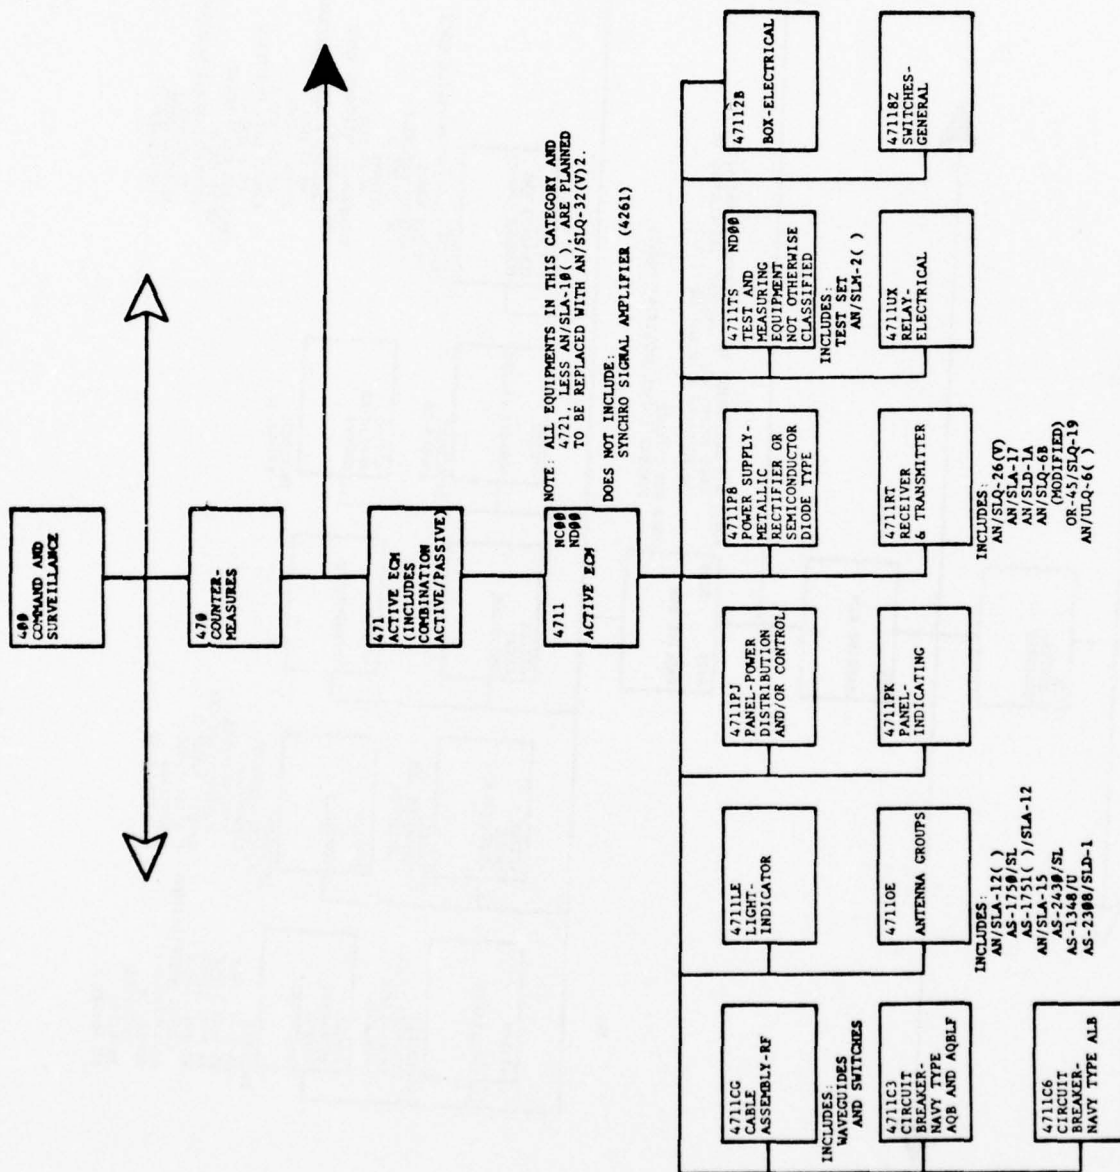 400
COMMAND AND
SURVEILLANCE
470
COUNTER-
MEASURES
471
ACTIVE ECM
(INCLUDES
COMBINATION
ACTIVE/PASSIVE)
4711 NC00
ND00
ACTIVE ECM
NOTE: ALL EQUIPMENTS IN THIS CATEGORY AND
4721, LESS AN/SLA-10( ), ARE PLANNED
TO BE REPLACED WITH AN/SLQ-32(V)2.
DOES NOT INCLUDE:
SYNCHRO SIGRAL AMPLIFIER (4261)
4711CG
CABLE
ASSEMBLY-RF
INCLUDES:
WAVEGUIDES
AND SWITCHES
4711LE
LIGHT-
INDICATOR
4711PJ
PANEL-POWER
DISTRIBUTION
AND/OR CONTROL
4711P8
POWER SUPPLY-
METALLIC
RECTIFIER OR
SEMICONDUCTOR
DIODE TYPE
4711TS ND00
TEST AND
MEASURING
EQUIPMENT
NOT OTHERWISE
CLASSIFIED
INCLUDES:
TEST SET
AN/SLM-2( )
47112B
BOX-ELECTRICAL
4711C3
CIRCUIT
BREAKER-
NAVY TYPE
AQB AND AQBLF
4711OE
ANTENNA GROUPS
INCLUDES:
AN/SLA-12( )
AS-1750/SL
AS-1751( )/SLA-12
AN/SLA-15
AS-2430/SL
AS-1348/U
AS-2308/SLD-1
4711PK
PANEL-
INDICATING
4711RT
RECEIVER
& TRANSMITTER
INCLUDES:
AN/SLQ-26(V)
AN/SLA-17
AN/SLD-1A
AN/SLQ-6B
(MODIFIED)
OR-45/SLQ-19
AN/ULQ-6( )
4711UX
RELAY-
ELECTRICAL
47118Z
SWITCHES-
GENERAL
4711C6
CIRCUIT
BREAKER-
NAVY TYPE ALB